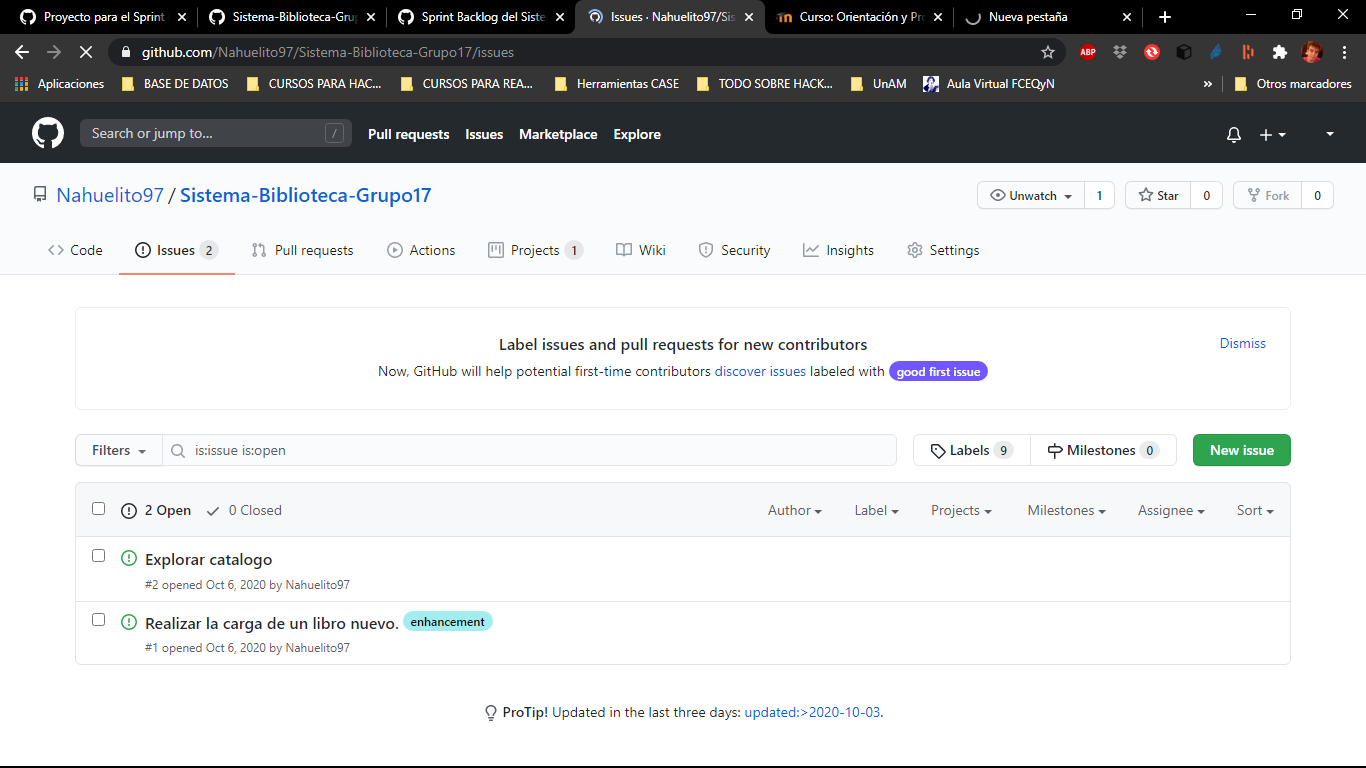 Proyecto para el Sprint
Sistema-Biblioteca-Gru
Sprint Backlog del Siste
Issues · Nahuelito97/Sis
Curso: Orientación y Pr
Nueva pestaña
github.com/Nahuelito97/Sistema-Biblioteca-Grupo17/issues
ABP
Aplicaciones
BASE DE DATOS
CURSOS PARA HAC...
CURSOS PARA REA...
Herramientas CASE
TODO SOBRE HACK...
UnAM
Aula Virtual FCEQyN
»
Otros marcadores
Search or jump to...
/
Pull requests
Issues
Marketplace
Explore
Nahuelito97 / Sistema-Biblioteca-Grupo17
Unwatch 1
Star 0
Fork 0
Code
Issues 2
Pull requests
Actions
Projects 1
Wiki
Security
Insights
Settings
Label issues and pull requests for new contributors
Dismiss
Now, GitHub will help potential first-time contributors discover issues labeled with good first issue
Filters
is:issue is:open
Labels 9
Milestones 0
New issue
2 Open
0 Closed
Author
Label
Projects
Milestones
Assignee
Sort
Explorar catalogo
#2 opened Oct 6, 2020 by Nahuelito97
Realizar la carga de un libro nuevo. enhancement
#1 opened Oct 6, 2020 by Nahuelito97
ProTip! Updated in the last three days: updated:>2020-10-03.